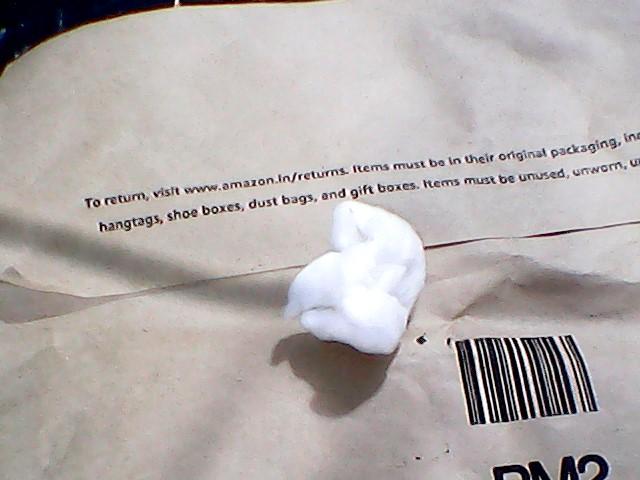 To return, visit www.amazon.in/returns. Items must be in their original packaging,
hangtags, shoe boxes, dust bags, and gift boxes. Items must be unused, unworn,
PM2